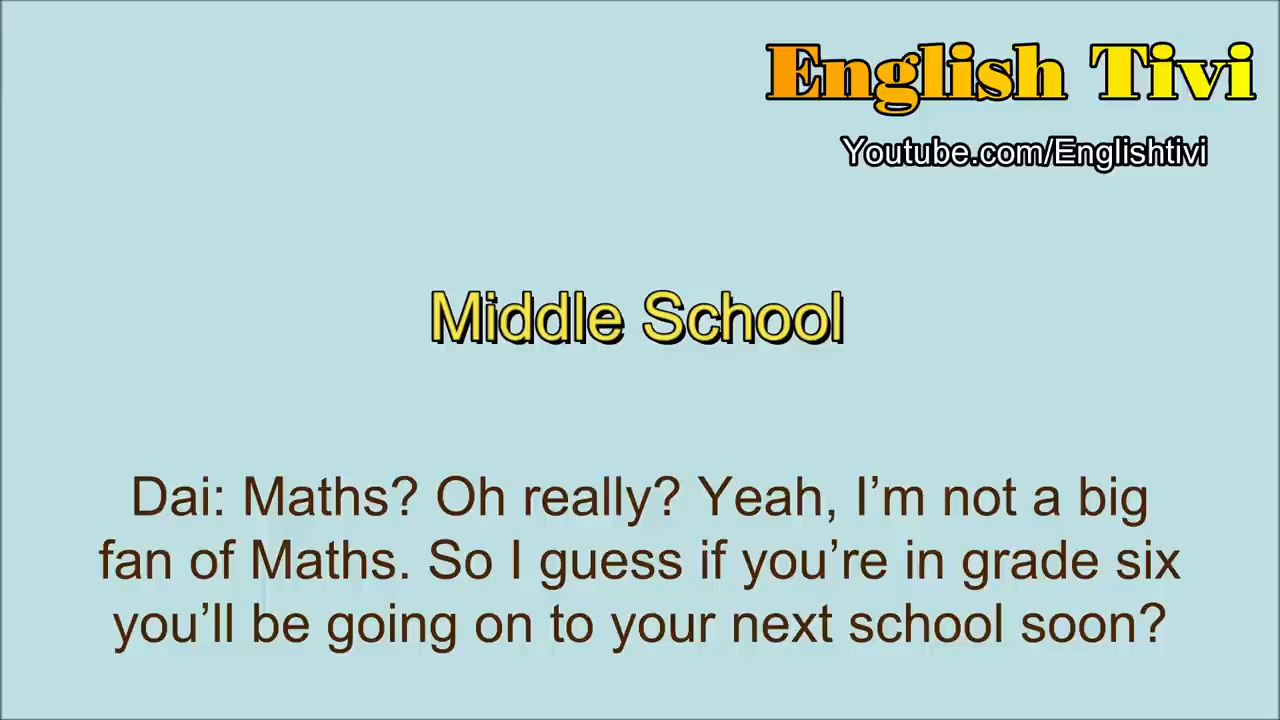 English Tivi
Youtube.com/Englishtivi
Middle School
Dai: Maths? Oh really? Yeah, I’m not a big
fan of Maths. So I guess if you’re in grade six
you’ll be going on to your next school soon?